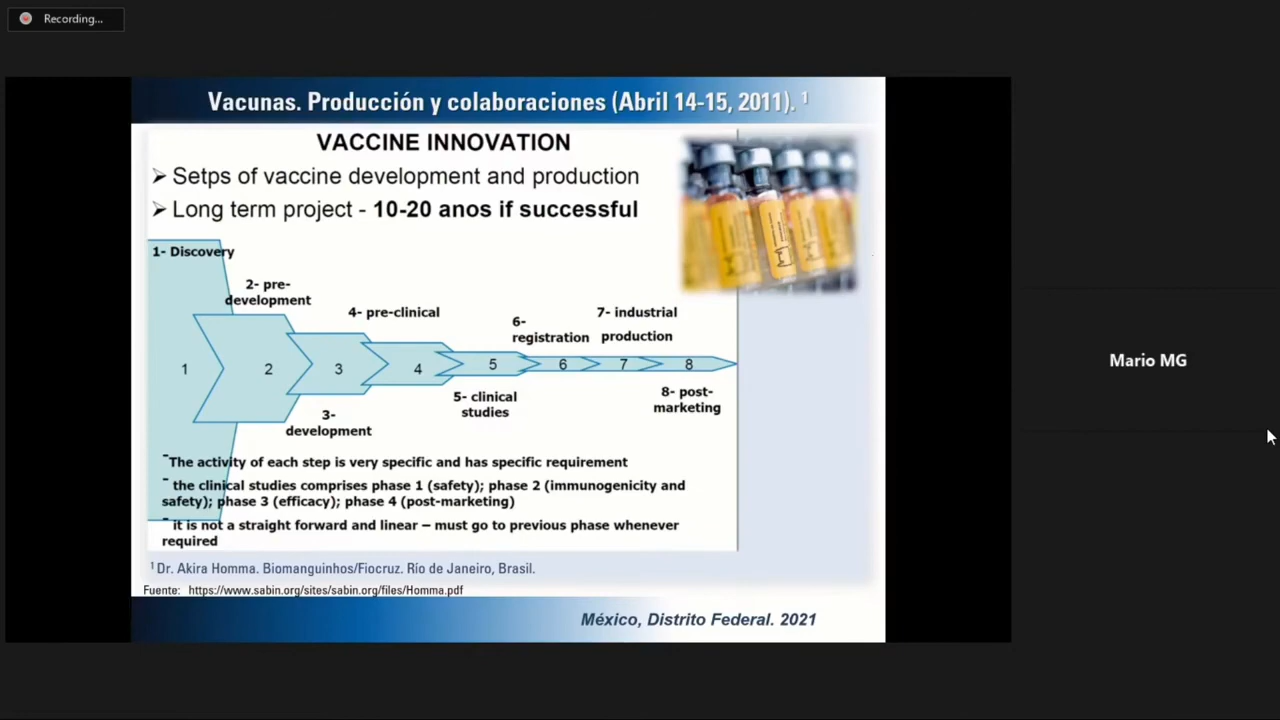 Recording...
Vacunas. Producción y colaboraciones (Abril 14-15, 2011). 1
VACCINE INNOVATION
➢ Setps of vaccine development and production
➢ Long term project - 10-20 anos if successful
1- Discovery
2- pre-
development
4- pre-clinical
6-
registration
7- industrial
production
1
2
3
4
5
6
7
8
3-
development
5- clinical
studies
8- post-
marketing
¯The activity of each step is very specific and has specific requirement
¯ the clinical studies comprises phase 1 (safety); phase 2 (immunogenicity and
safety); phase 3 (efficacy); phase 4 (post-marketing)
¯ it is not a straight forward and linear – must go to previous phase whenever
required
1 Dr. Akira Homma. Biomanguinhos/Fiocruz. Río de Janeiro, Brasil.
Fuente: https://www.sabin.org/sites/sabin.org/files/Homma.pdf
México, Distrito Federal. 2021
Mario MG